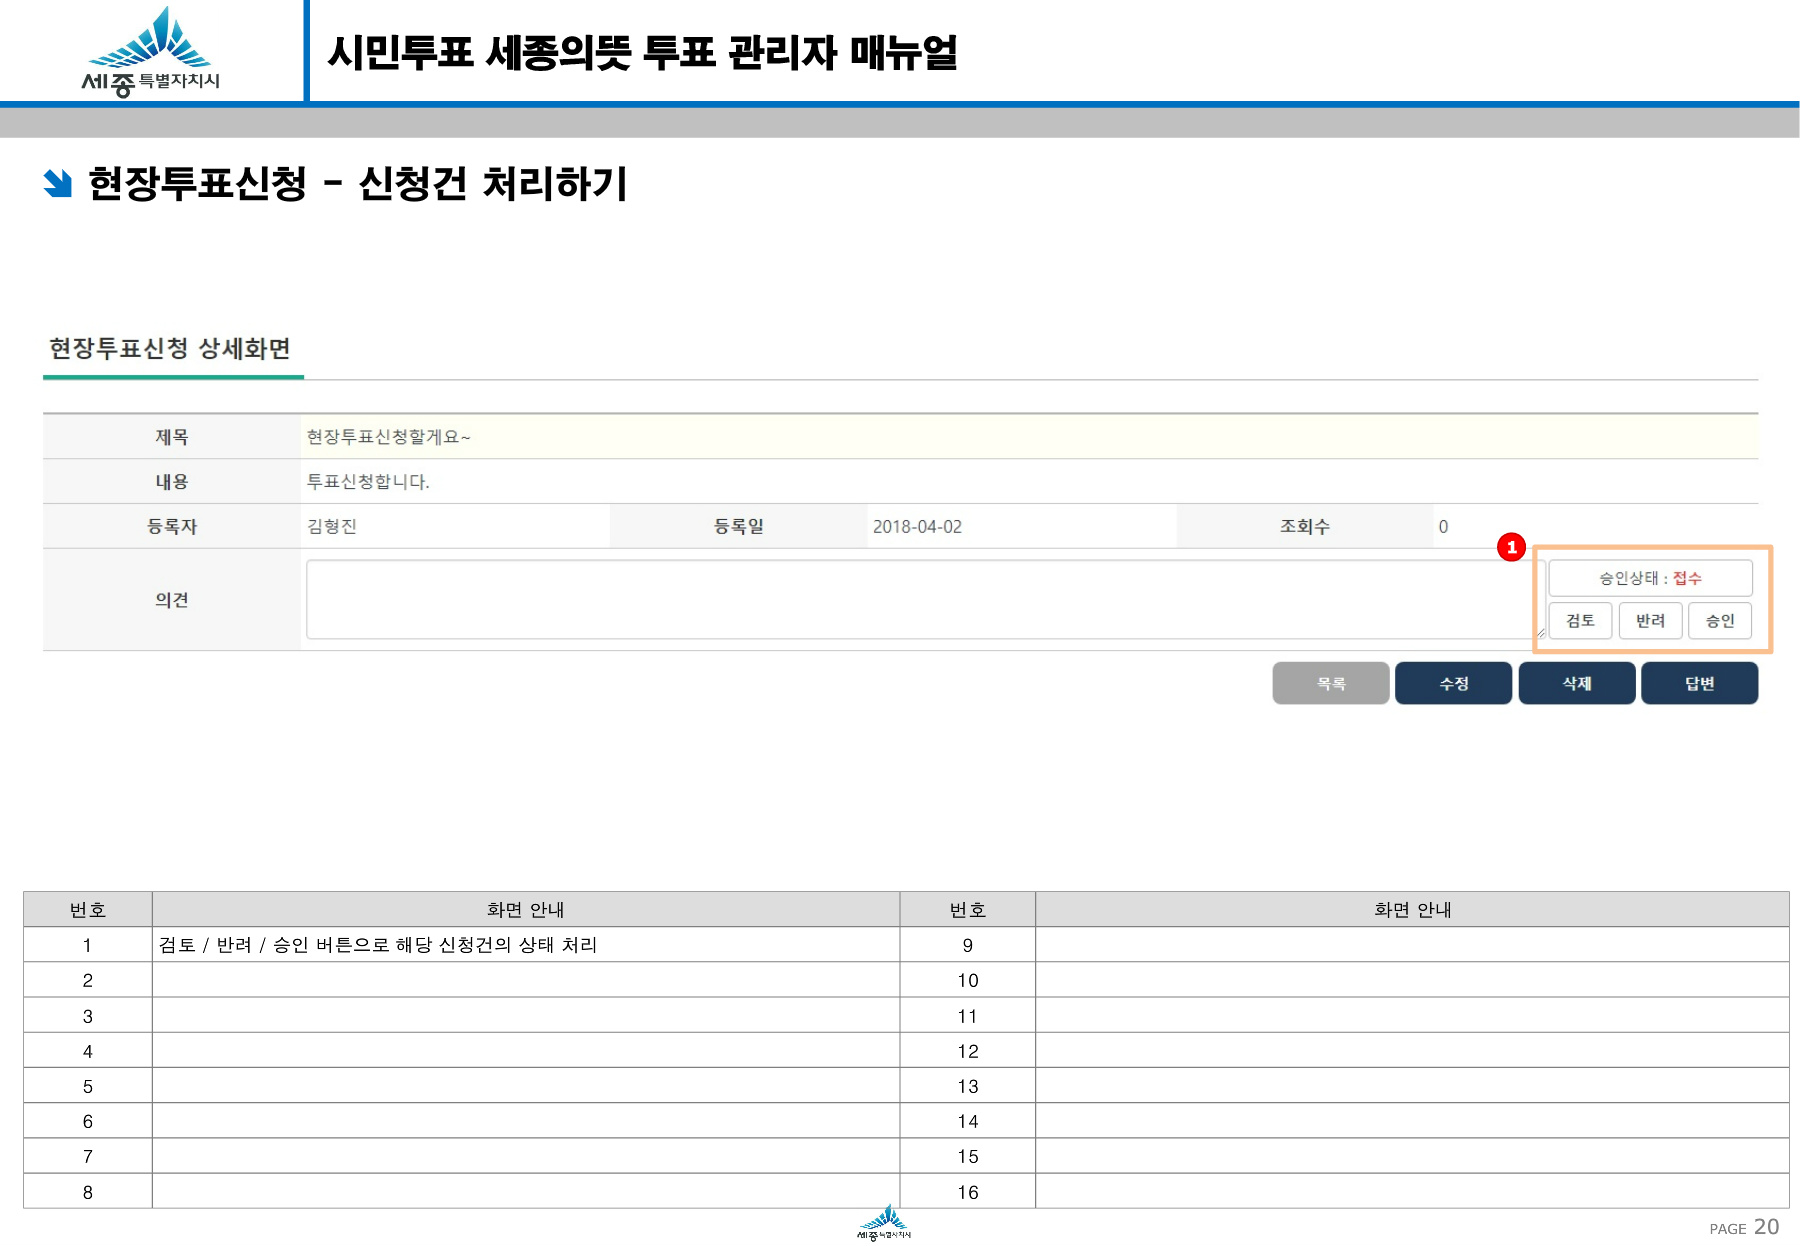 세종특별자치시
시민투표 세종의뜻 투표 관리자 매뉴얼
현장투표신청 - 신청건 처리하기
현장투표신청 상세화면
제목 현장투표신청할게요~
내용 투표신청합니다.
등록자 김형진 등록일 2018-04-02 조회수 0
1
의견
승인상태 : 접수
검토 반려 승인
목록 수정 삭제 답변
번호 화면 안내 번호 화면 안내
1 검토 / 반려 / 승인 버튼으로 해당 신청건의 상태 처리 9
2 10
3 11
4 12
5 13
6 14
7 15
8 16
세종특별자치시
PAGE 20